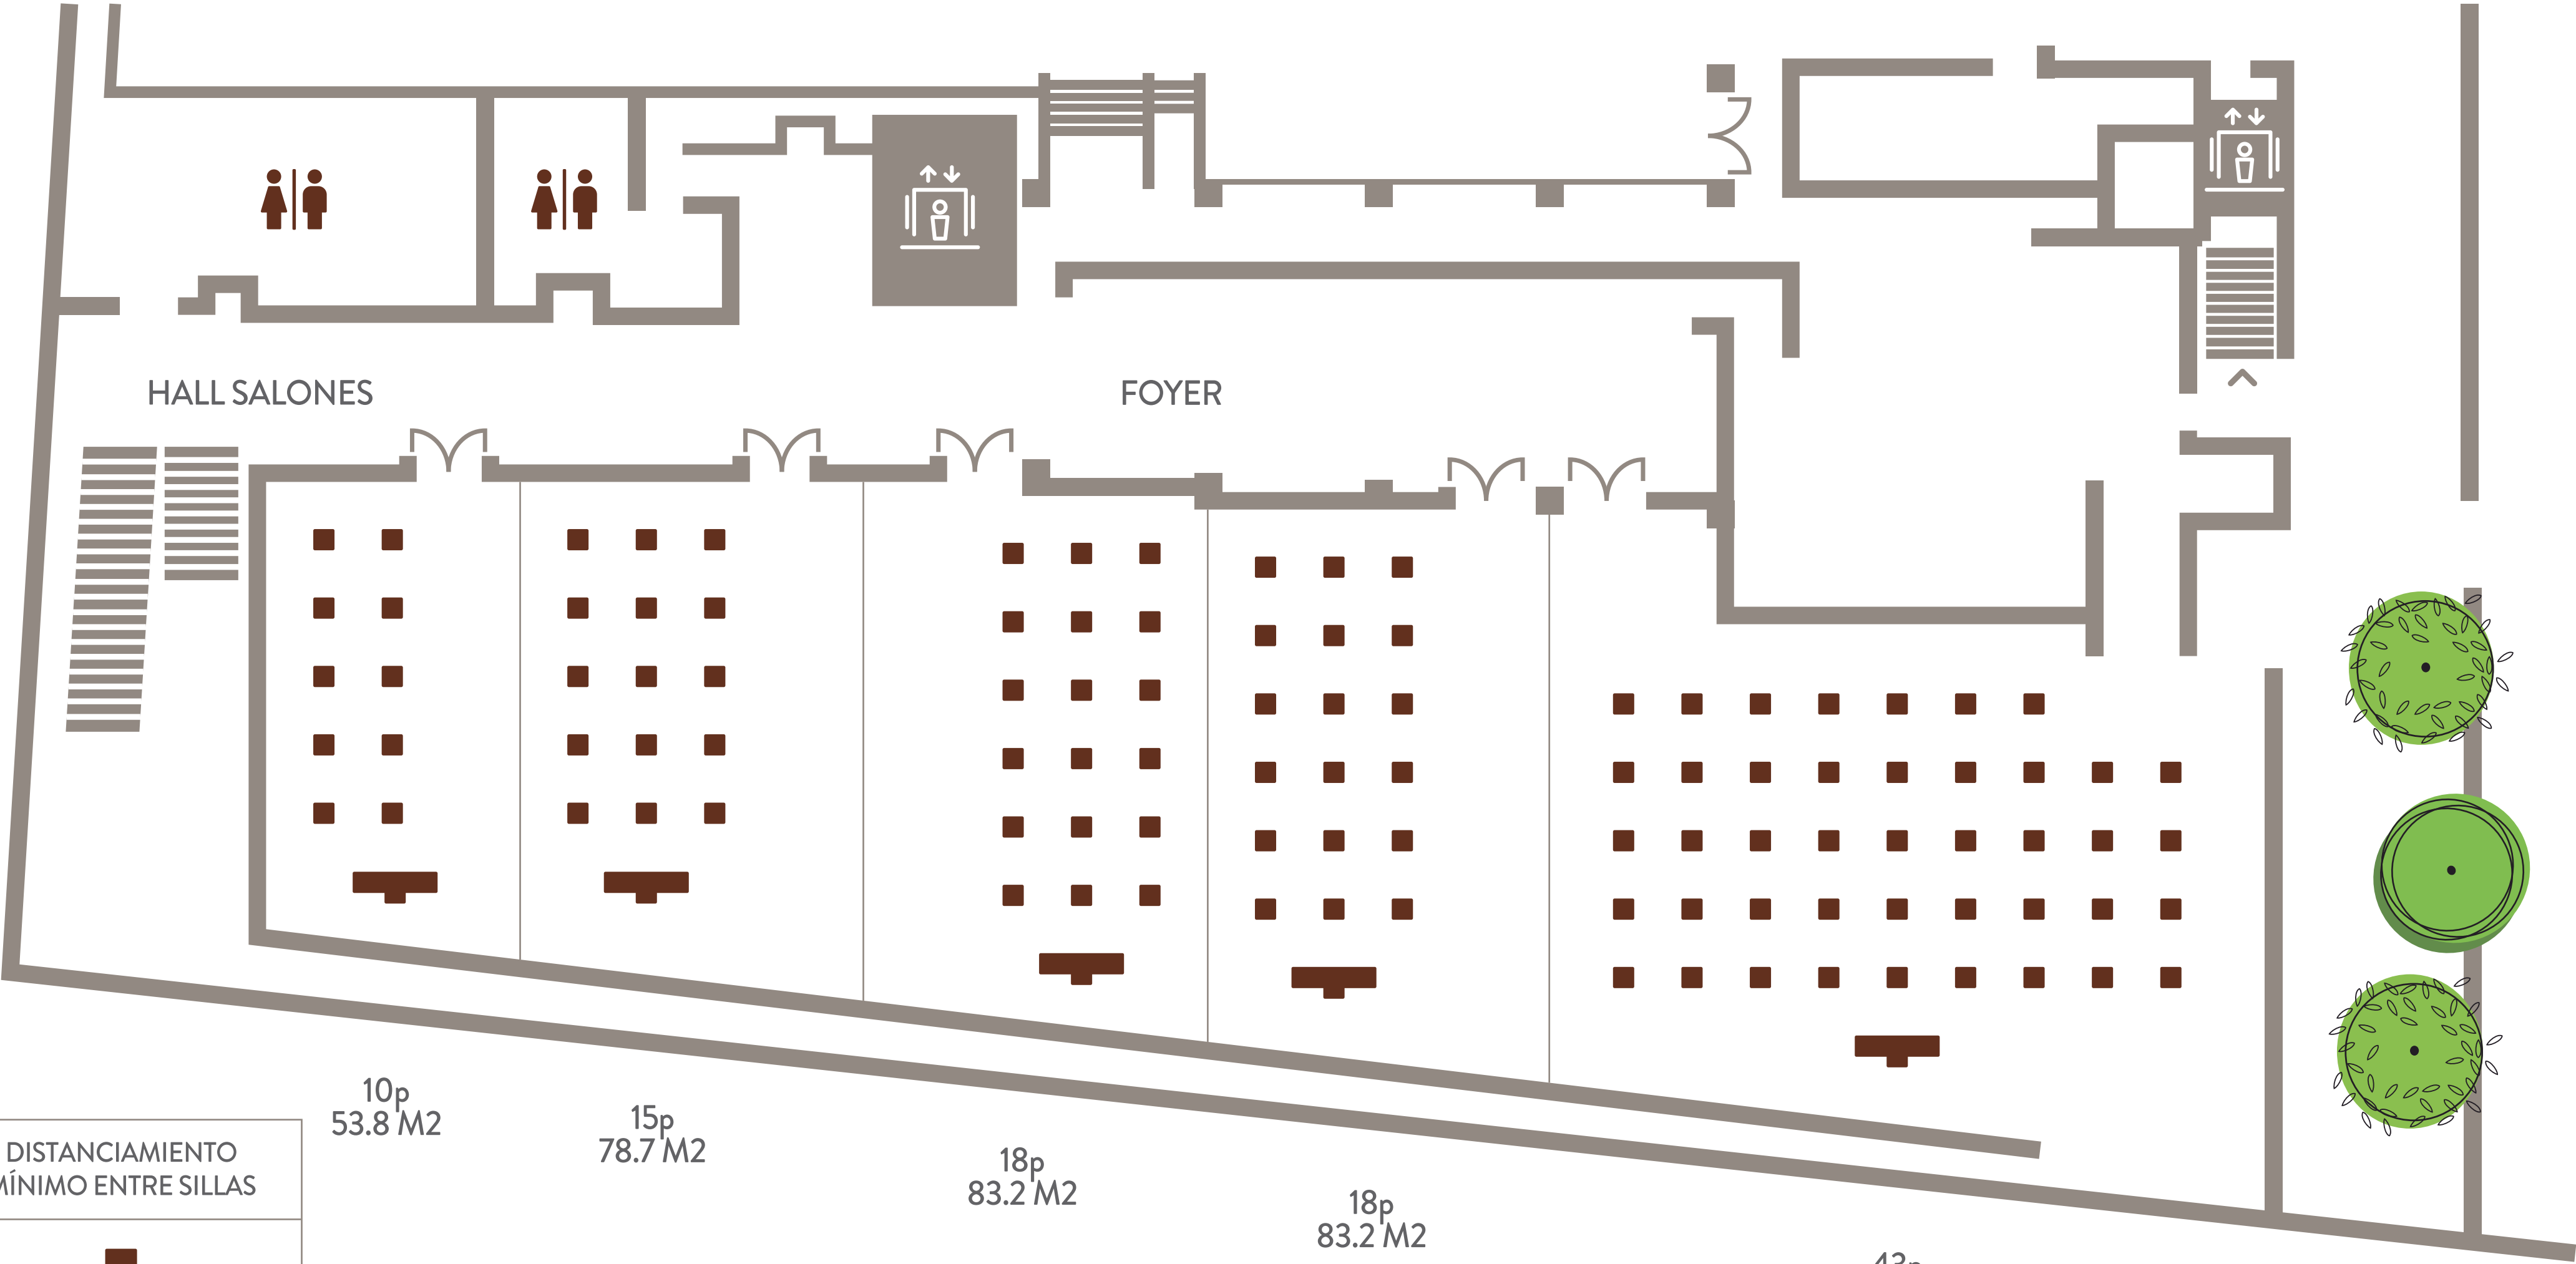 HALL SALONES
FOYER
10p
53.8 M2
15p
78.7 M2
18p
83.2 M2
18p
83.2 M2
43p
DISTANCIAMIENTO
MÍNIMO ENTRE SILLAS